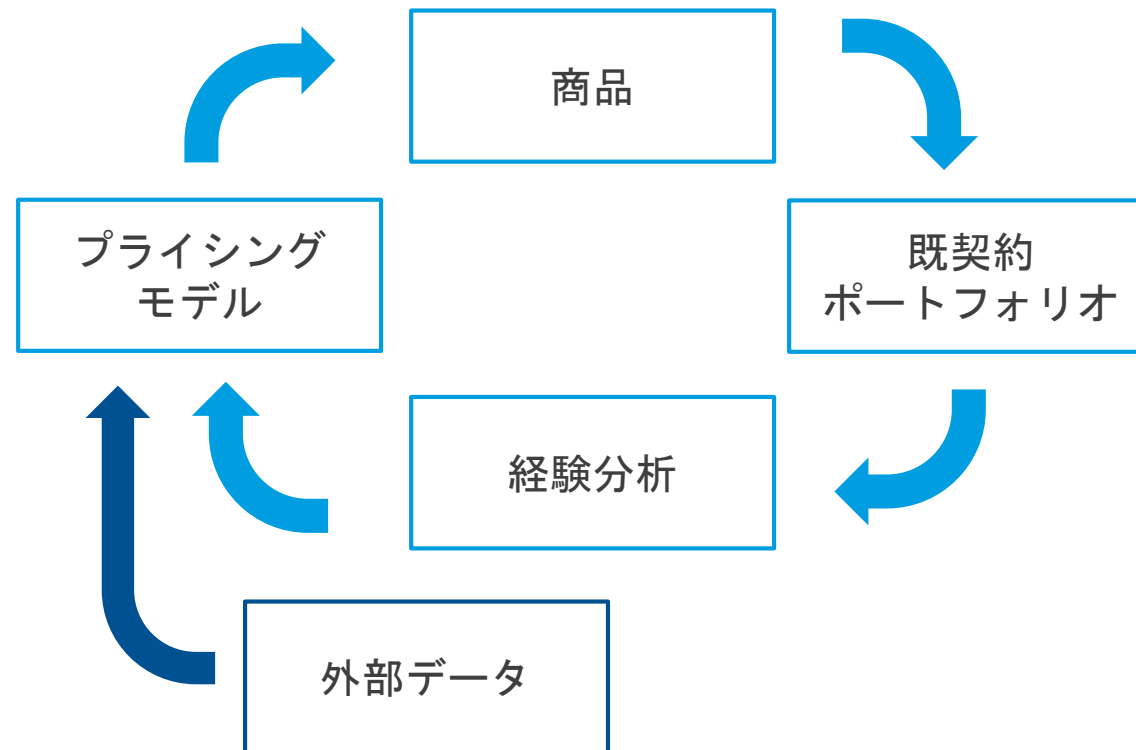 商品
プライシング
モデル
既契約
ポートフォリオ
経験分析
外部データ